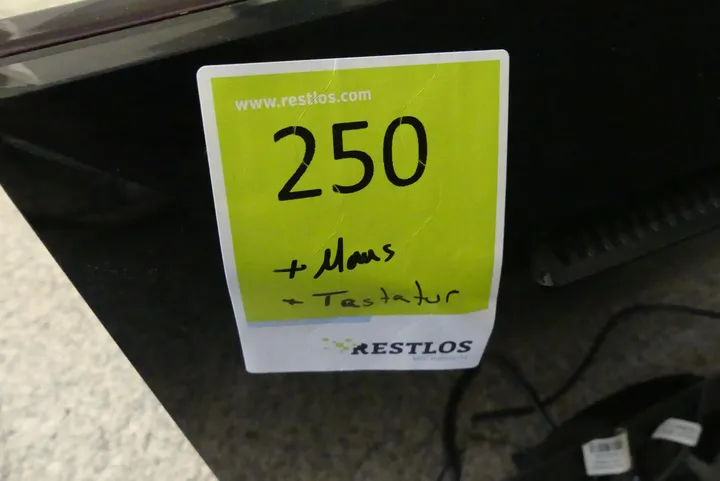 www.restlos.com
250
+ Maus
+ Tastatur
RESTLOS